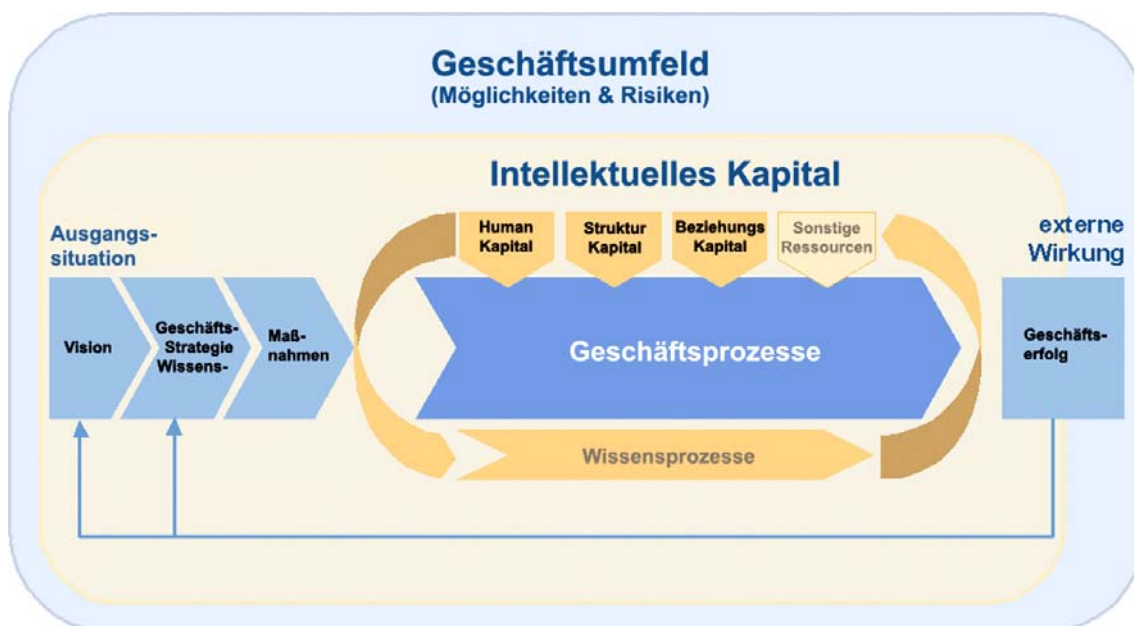 Geschäftsumfeld
(Möglichkeiten & Risiken)
Intellektuelles Kapital
Ausgangs-
situation
Human
Kapital
Struktur
Kapital
Beziehungs
Kapital
Sonstige
Ressourcen
externe
Wirkung
Vision
Geschäfts-
Strategie
Wissens-
Maß-
nahmen
Geschäftsprozesse
Geschäfts-
erfolg
Wissensprozesse